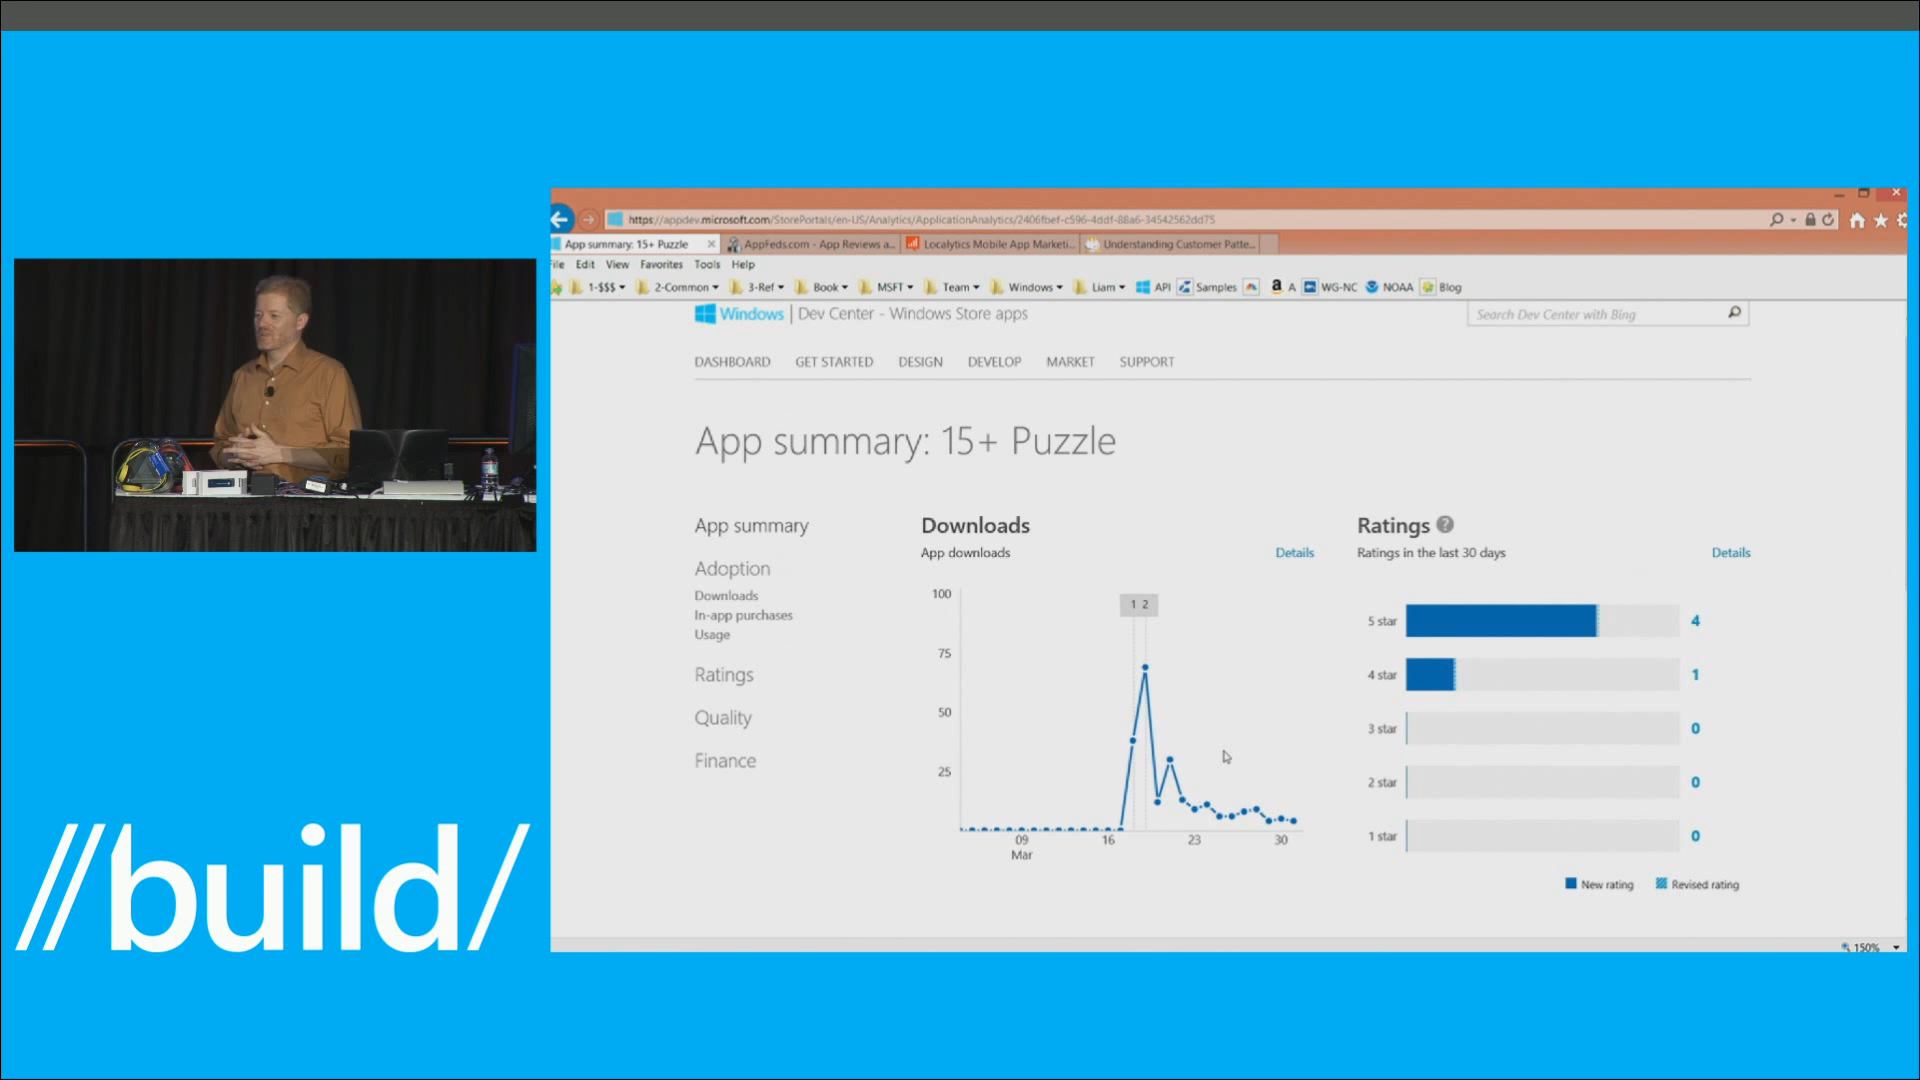 https://appdev.microsoft.com/StorePortals/en-US/Analytics/ApplicationAnalytics/2406fbef-c596-4ddf-88a6-34542562dd75
App summary: 15+ Puzzle
AppFeds.com - App Reviews a...
Localytics Mobile App Marketi...
Understanding Customer Patte...
File Edit View Favorites Tools Help
1-$$$ 2-Common 3-Ref Book MSFT Team Windows Liam API Samples a A WG-NC NOAA Blog
Windows | Dev Center - Windows Store apps
Search Dev Center with Bing
DASHBOARD GET STARTED DESIGN DEVELOP MARKET SUPPORT
App summary: 15+ Puzzle
App summary
Adoption
Downloads
In-app purchases
Usage
Ratings
Quality
Finance
Downloads
App downloads
Details
100
75
50
25
1 2
09 16 23 30
Mar
Ratings ?
Ratings in the last 30 days
Details
5 star 4
4 star 1
3 star 0
2 star 0
1 star 0
New rating Revised rating
150%
//build/